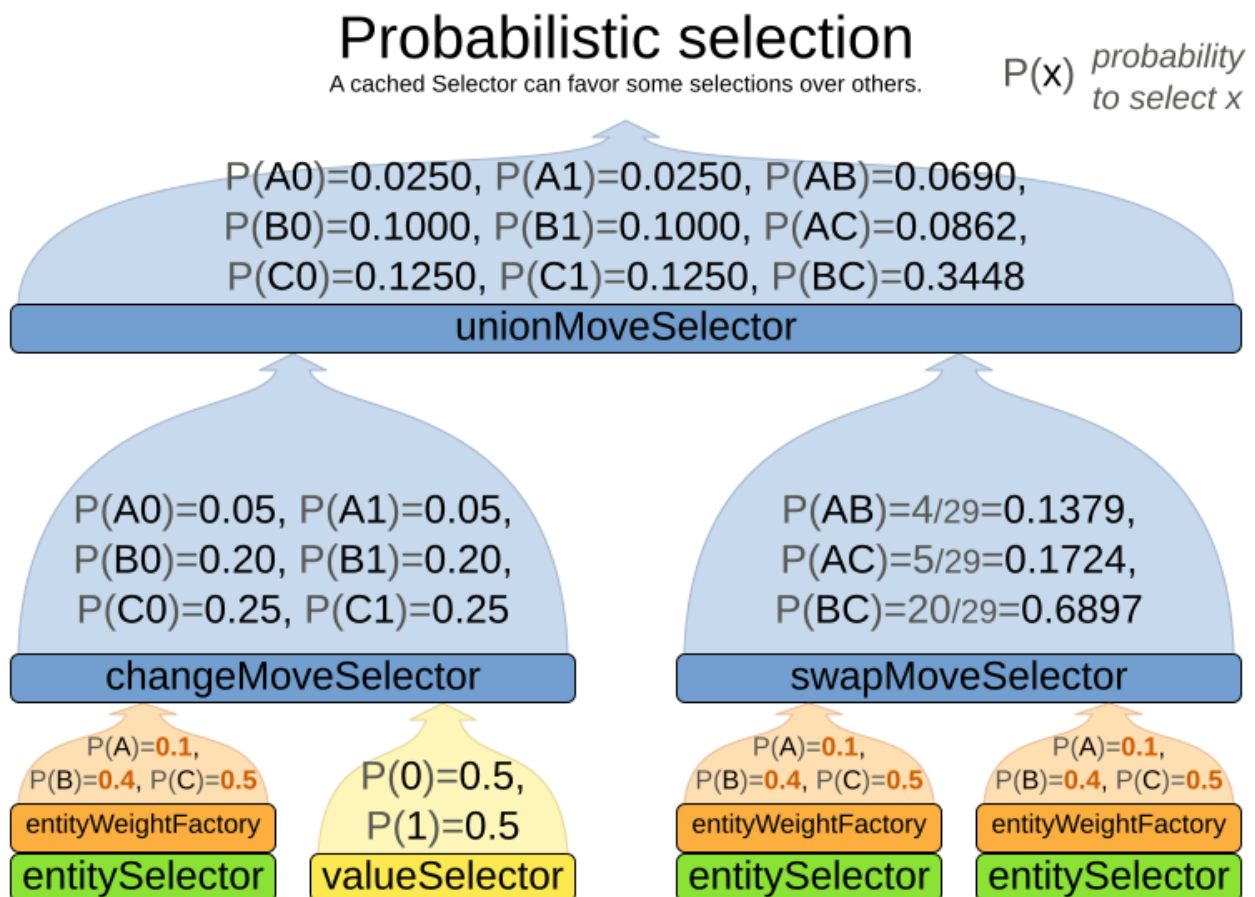 Probabilistic selection
A cached Selector can favor some selections over others.
P(x) probability
to select x
P(A0)=0.0250, P(A1)=0.0250, P(AB)=0.0690,
P(B0)=0.1000, P(B1)=0.1000, P(AC)=0.0862,
P(C0)=0.1250, P(C1)=0.1250, P(BC)=0.3448
unionMoveSelector
P(A0)=0.05, P(A1)=0.05,
P(B0)=0.20, P(B1)=0.20,
P(C0)=0.25, P(C1)=0.25
changeMoveSelector
P(AB)=4/29=0.1379,
P(AC)=5/29=0.1724,
P(BC)=20/29=0.6897
swapMoveSelector
P(A)=0.1,
P(B)=0.4, P(C)=0.5
entityWeightFactory
entitySelector
P(0)=0.5,
P(1)=0.5
valueSelector
P(A)=0.1,
P(B)=0.4, P(C)=0.5
entityWeightFactory
entitySelector
P(A)=0.1,
P(B)=0.4, P(C)=0.5
entityWeightFactory
entitySelector